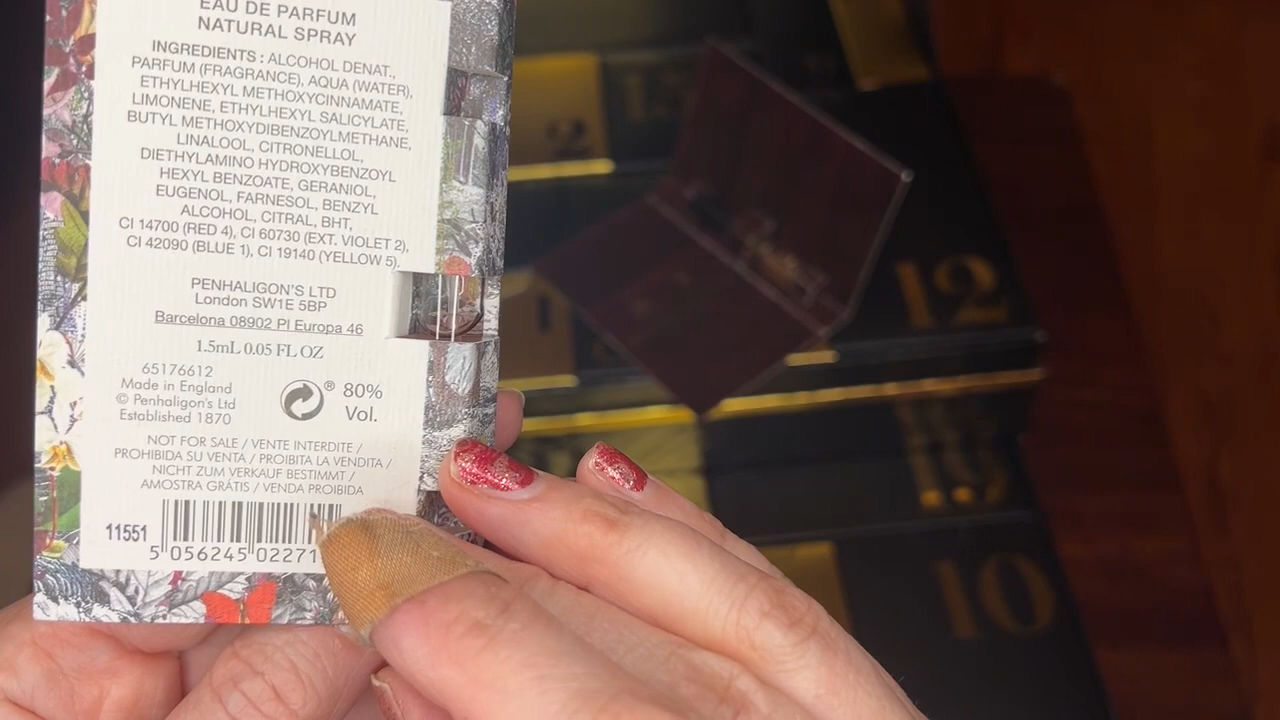 EAU DE PARFUM
NATURAL SPRAY
INGREDIENTS : ALCOHOL DENAT.,
PARFUM (FRAGRANCE), AQUA (WATER),
ETHYLHEXYL METHOXYCINNAMATE,
LIMONENE, ETHYLHEXYL SALICYLATE,
BUTYL METHOXYDIBENZOYLMETHANE,
LINALOOL, CITRONELLOL,
DIETHYLAMINO HYDROXYBENZOYL
HEXYL BENZOATE, GERANIOL,
EUGENOL, FARNESOL, BENZYL
ALCOHOL, CITRAL, BHT,
CI 14700 (RED 4), CI 60730 (EXT. VIOLET 2),
CI 42090 (BLUE 1), CI 19140 (YELLOW 5).
PENHALIGON'S LTD
London SW1E 5BP
Barcelona 08902 Pl Europa 46
1.5mL 0.05 FL OZ
65176612
Made in England
© Penhaligon's Ltd
Established 1870
® 80%
Vol.
NOT FOR SALE / VENTE INTERDITE /
PROHIBIDA SU VENTA / PROIBITA LA VENDITA /
NICHT ZUM VERKAUF BESTIMMT /
AMOSTRA GRÁTIS / VENDA PROIBIDA
11551
5 056245 02271
2
12
1
19
10